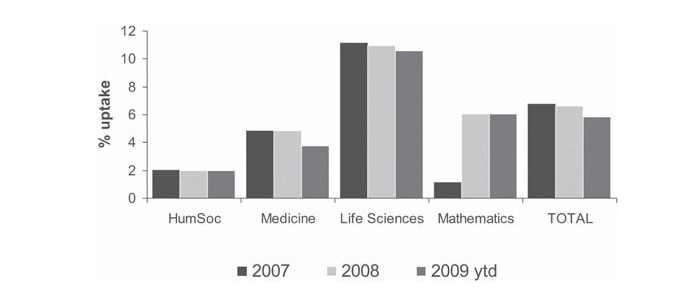 12
10
8
6
4
2
0
% uptake
HumSoc Medicine Life Sciences Mathematics TOTAL
2007 2008 2009 ytd